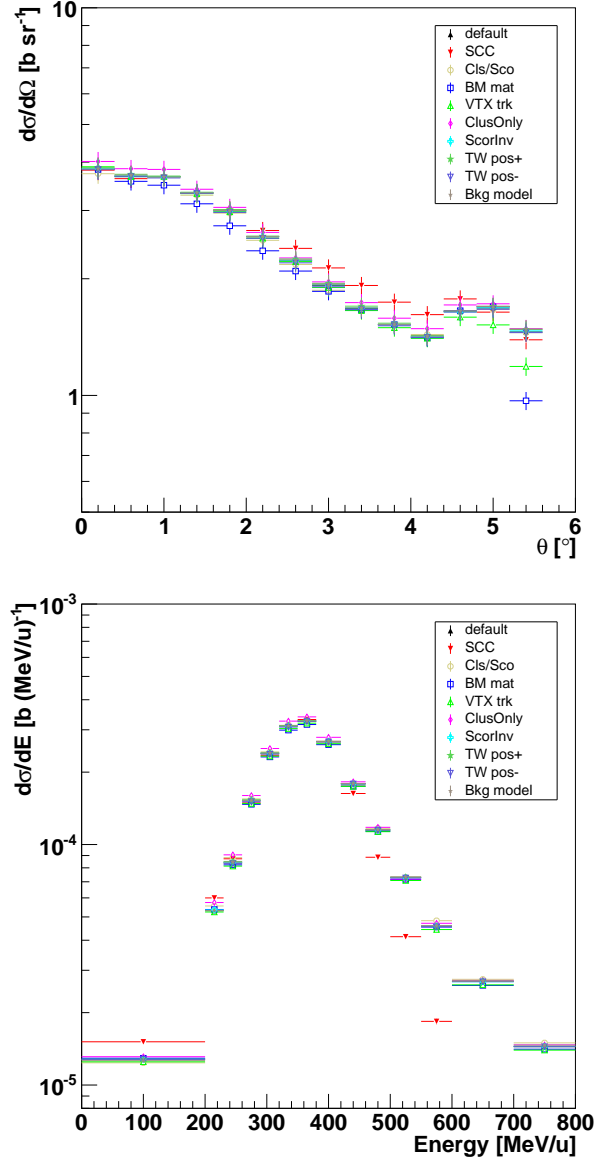 dσ/dΩ [b sr⁻¹]
10
1
default
SCC
Cls/Sco
BM mat
VTX trk
ClusOnly
ScorInv
TW pos+
TW pos-
Bkg model
0 1 2 3 4 5 6
θ [°]
dσ/dE [b (MeV/u)⁻¹]
10⁻³
10⁻⁴
10⁻⁵
default
SCC
Cls/Sco
BM mat
VTX trk
ClusOnly
ScorInv
TW pos+
TW pos-
Bkg model
0 100 200 300 400 500 600 700 800
Energy [MeV/u]